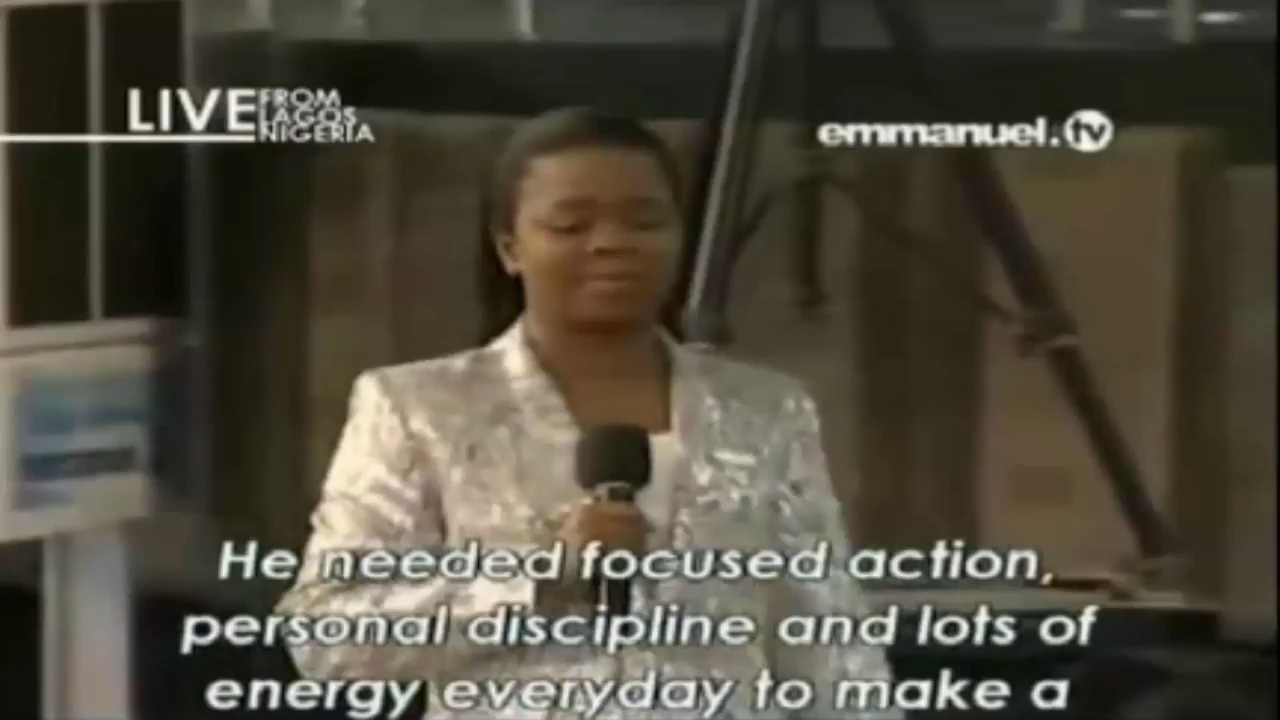 LIVE FROM
LAGOS
NIGERIA
emmanuel.tv
He needed focused action,
personal discipline and lots of
energy everyday to make a